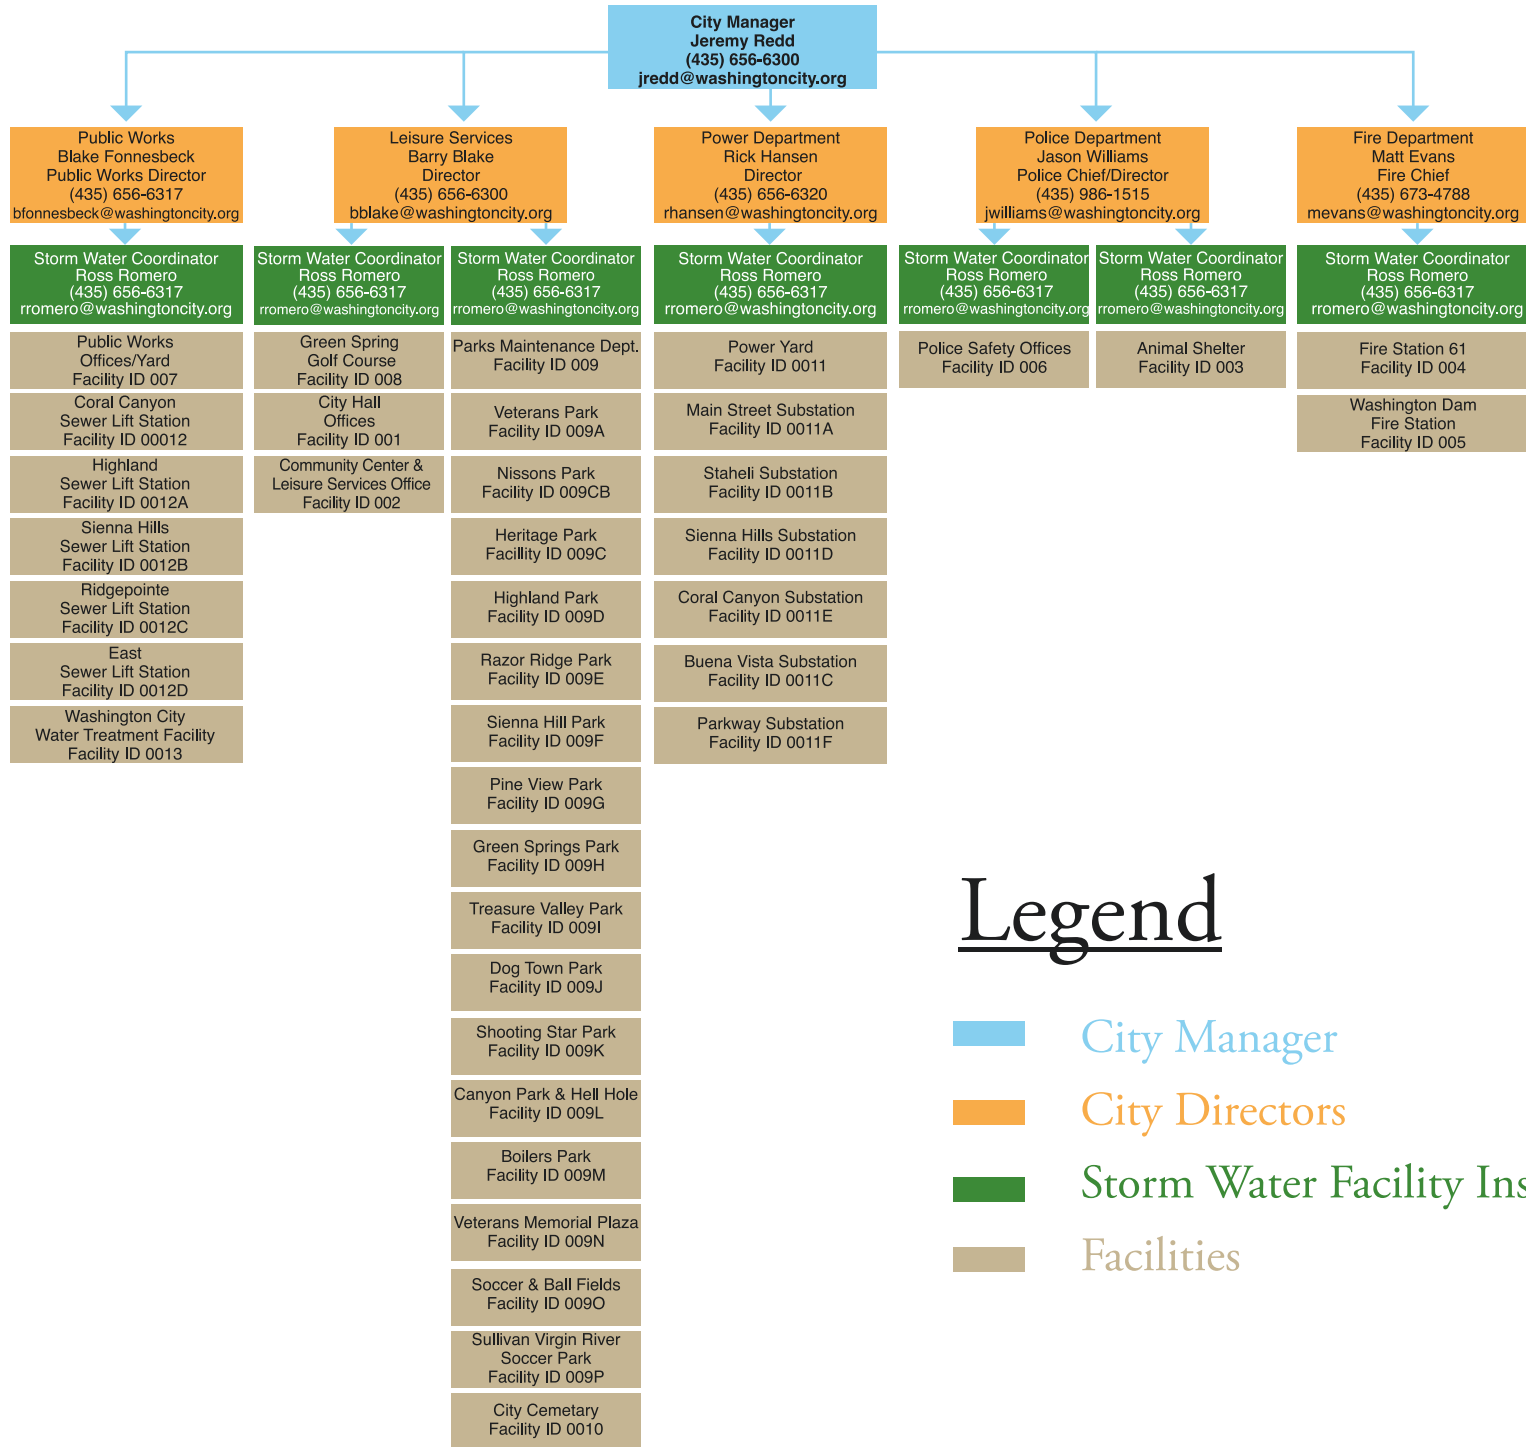 City Manager
Jeremy Redd
(435) 656-6300
jredd@washingtoncity.org
Public Works
Blake Fonnesbeck
Public Works Director
(435) 656-6317
bfonnesbeck@washingtoncity.org
Leisure Services
Barry Blake
Director
(435) 656-6300
bblake@washingtoncity.org
Power Department
Rick Hansen
Director
(435) 656-6320
rhansen@washingtoncity.org
Police Department
Jason Williams
Police Chief/Director
(435) 986-1515
jwilliams@washingtoncity.org
Fire Department
Matt Evans
Fire Chief
(435) 673-4788
mevans@washingtoncity.org
Storm Water Coordinator
Ross Romero
(435) 656-6317
rromero@washingtoncity.org
Storm Water Coordinator
Ross Romero
(435) 656-6317
rromero@washingtoncity.org
Storm Water Coordinator
Ross Romero
(435) 656-6317
rromero@washingtoncity.org
Storm Water Coordinator
Ross Romero
(435) 656-6317
rromero@washingtoncity.org
Storm Water Coordinator
Ross Romero
(435) 656-6317
rromero@washingtoncity.org
Storm Water Coordinator
Ross Romero
(435) 656-6317
rromero@washingtoncity.org
Storm Water Coordinator
Ross Romero
(435) 656-6317
rromero@washingtoncity.org
Public Works
Offices/Yard
Facility ID 007
Coral Canyon
Sewer Lift Station
Facility ID 00012
Highland
Sewer Lift Station
Facility ID 0012A
Sienna Hills
Sewer Lift Station
Facility ID 0012B
Ridgepointe
Sewer Lift Station
Facility ID 0012C
East
Sewer Lift Station
Facility ID 0012D
Washington City
Water Treatment Facility
Facility ID 0013
Green Spring
Golf Course
Facility ID 008
City Hall
Offices
Facility ID 001
Community Center &
Leisure Services Office
Facility ID 002
Parks Maintenance Dept.
Facility ID 009
Veterans Park
Facility ID 009A
Nissons Park
Facility ID 009CB
Heritage Park
Facility ID 009C
Highland Park
Facility ID 009D
Razor Ridge Park
Facility ID 009E
Sienna Hill Park
Facility ID 009F
Pine View Park
Facility ID 009G
Green Springs Park
Facility ID 009H
Treasure Valley Park
Facility ID 009I
Dog Town Park
Facility ID 009J
Shooting Star Park
Facility ID 009K
Canyon Park & Hell Hole
Facility ID 009L
Boilers Park
Facility ID 009M
Veterans Memorial Plaza
Facility ID 009N
Soccer & Ball Fields
Facility ID 009O
Sullivan Virgin River
Soccer Park
Facility ID 009P
City Cemetary
Facility ID 0010
Power Yard
Facility ID 0011
Main Street Substation
Facility ID 0011A
Staheli Substation
Facility ID 0011B
Sienna Hills Substation
Facility ID 0011D
Coral Canyon Substation
Facility ID 0011E
Buena Vista Substation
Facility ID 0011C
Parkway Substation
Facility ID 0011F
Police Safety Offices
Facility ID 006
Animal Shelter
Facility ID 003
Fire Station 61
Facility ID 004
Washington Dam
Fire Station
Facility ID 005
Legend
City Manager
City Directors
Storm Water Facility Ins
Facilities